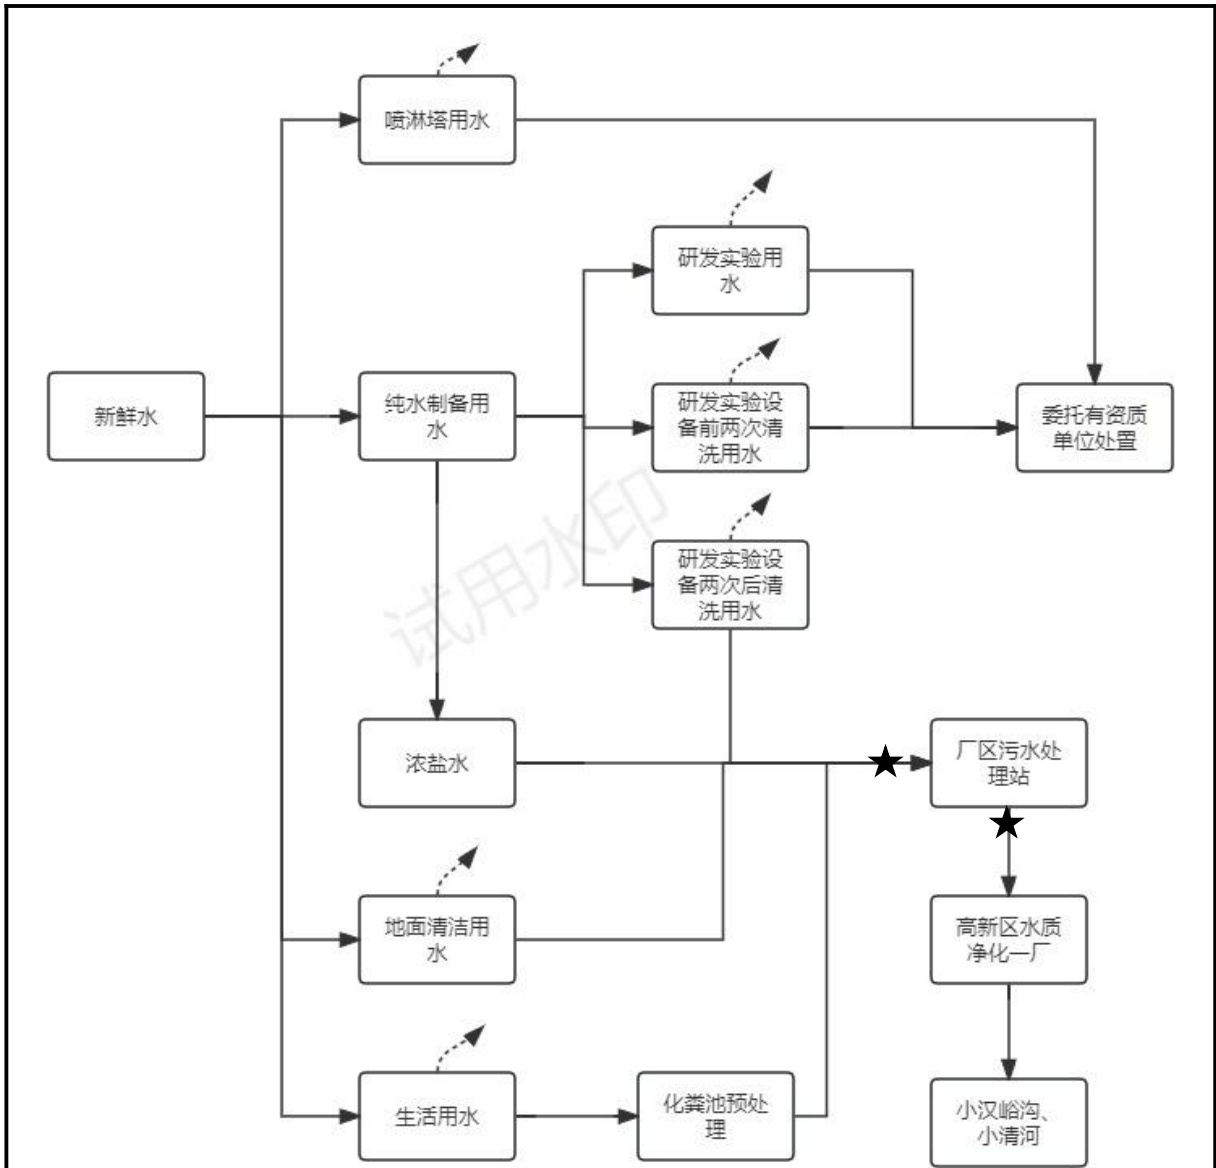 喷淋塔用水
研发实验用
水
新鲜水
纯水制备用
水
研发实验设
备前两次清
洗用水
委托有资质
单位处置
试用水印
研发实验设
备两次后清
洗用水
浓盐水
厂区污水处
理站
地面清洁用
水
高新区水质
净化一厂
生活用水
化粪池预处
理
小汉峪沟、
小清河